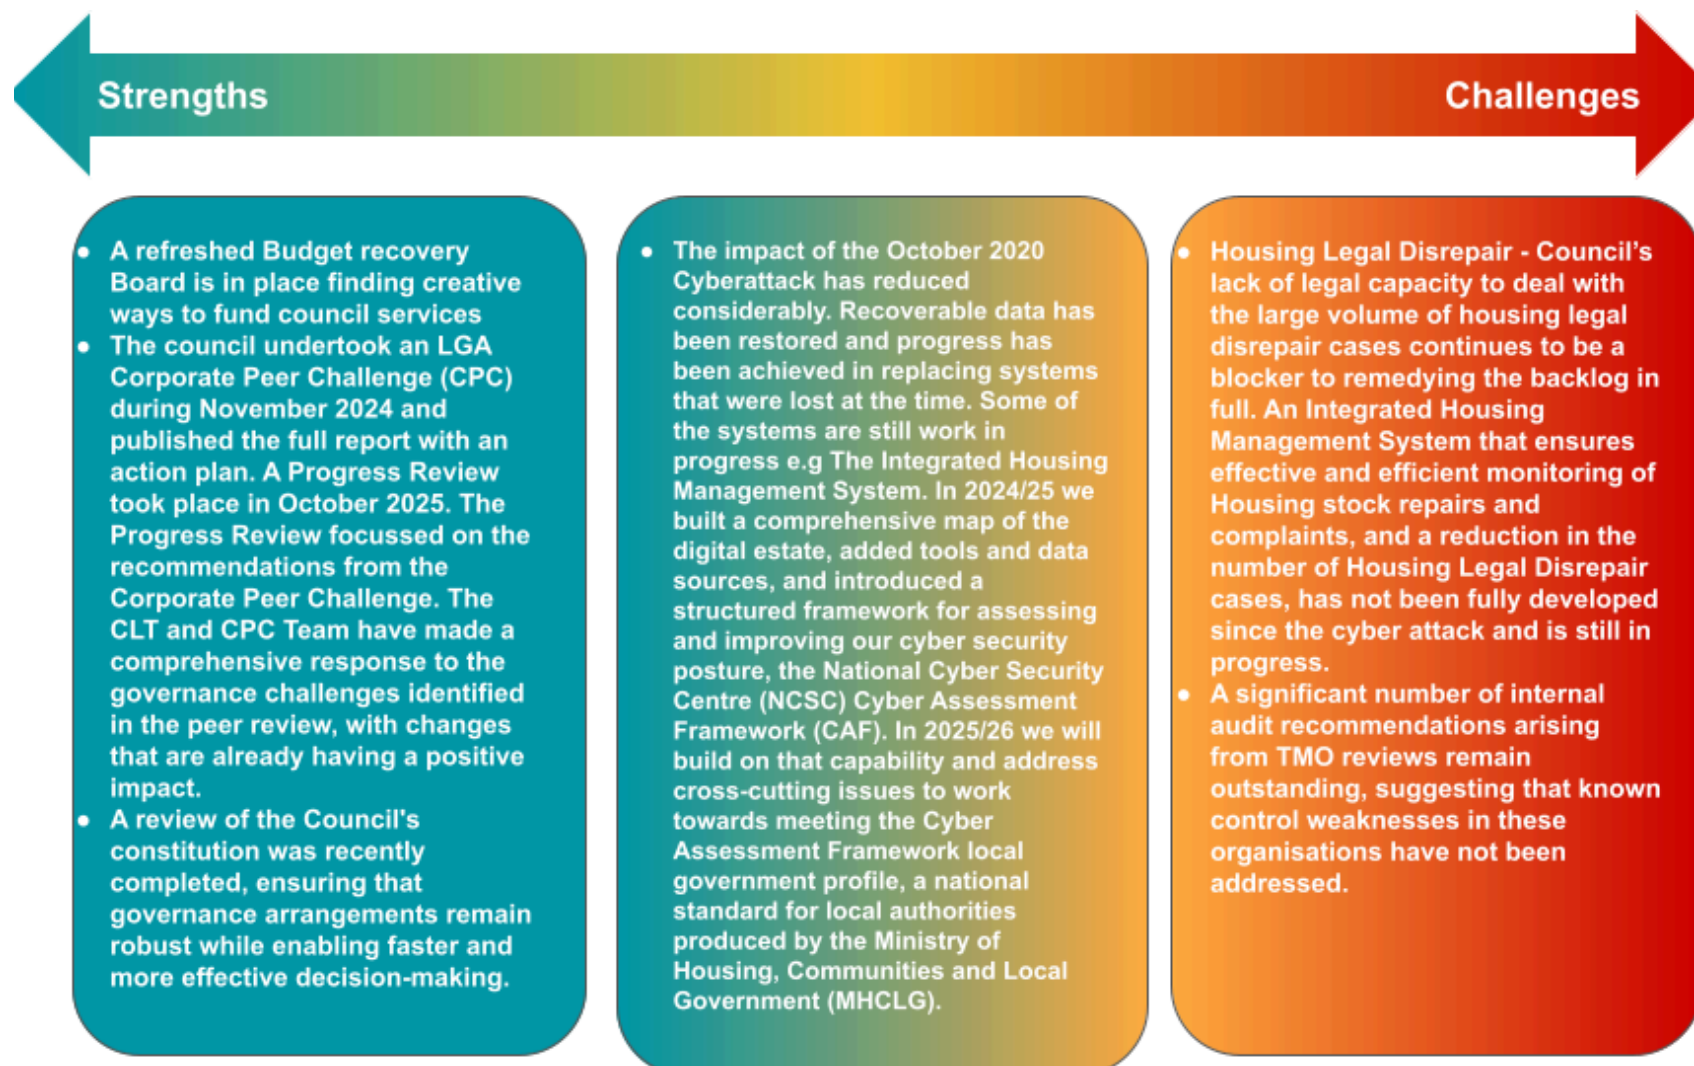 Strengths
Challenges
● A refreshed Budget recovery
Board is in place finding creative
ways to fund council services
● The council undertook an LGA
Corporate Peer Challenge (CPC)
during November 2024 and
published the full report with an
action plan. A Progress Review
took place in October 2025. The
Progress Review focussed on the
recommendations from the
Corporate Peer Challenge. The
CLT and CPC Team have made a
comprehensive response to the
governance challenges identified
in the peer review, with changes
that are already having a positive
impact.
● A review of the Council's
constitution was recently
completed, ensuring that
governance arrangements remain
robust while enabling faster and
more effective decision-making.
● The impact of the October 2020
Cyberattack has reduced
considerably. Recoverable data has
been restored and progress has
been achieved in replacing systems
that were lost at the time. Some of
the systems are still work in
progress e.g The Integrated Housing
Management System. In 2024/25 we
built a comprehensive map of the
digital estate, added tools and data
sources, and introduced a
structured framework for assessing
and improving our cyber security
posture, the National Cyber Security
Centre (NCSC) Cyber Assessment
Framework (CAF). In 2025/26 we will
build on that capability and address
cross-cutting issues to work
towards meeting the Cyber
Assessment Framework local
government profile, a national
standard for local authorities
produced by the Ministry of
Housing, Communities and Local
Government (MHCLG).
● Housing Legal Disrepair - Council’s
lack of legal capacity to deal with
the large volume of housing legal
disrepair cases continues to be a
blocker to remedying the backlog in
full. An Integrated Housing
Management System that ensures
effective and efficient monitoring of
Housing stock repairs and
complaints, and a reduction in the
number of Housing Legal Disrepair
cases, has not been fully developed
since the cyber attack and is still in
progress.
● A significant number of internal
audit recommendations arising
from TMO reviews remain
outstanding, suggesting that known
control weaknesses in these
organisations have not been
addressed.